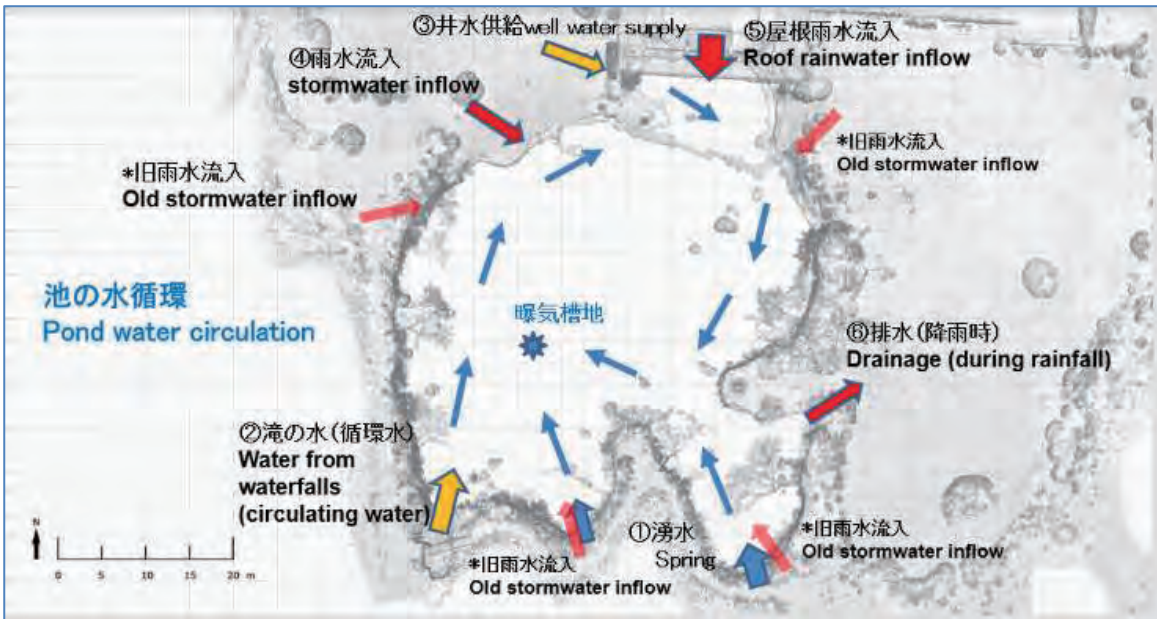 ③井水供給well water supply
⑤屋根雨水流入
Roof rainwater inflow
④雨水流入
stormwater inflow
*旧雨水流入
Old stormwater inflow
*旧雨水流入
Old stormwater inflow
池の水循環
Pond water circulation
曝気槽地
⑥排水(降雨時)
Drainage (during rainfall)
②滝の水(循環水)
Water from
waterfalls
(circulating water)
①湧水
Spring
*旧雨水流入
Old stormwater inflow
*旧雨水流入
Old stormwater inflow
N
0 5 10 15 20 m